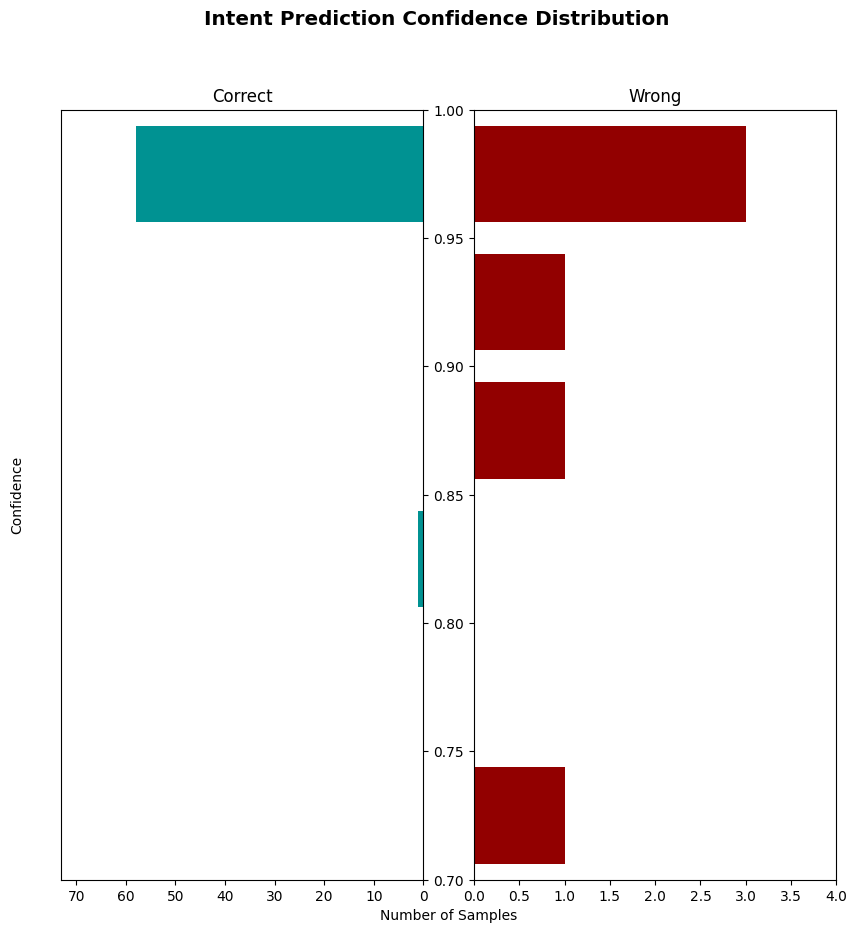 Intent Prediction Confidence Distribution
Correct
Wrong
1.00
0.95
0.90
0.85
0.80
0.75
0.70
Confidence
70 60 50 40 30 20 10 0
0.0 0.5 1.0 1.5 2.0 2.5 3.0 3.5 4.0
Number of Samples